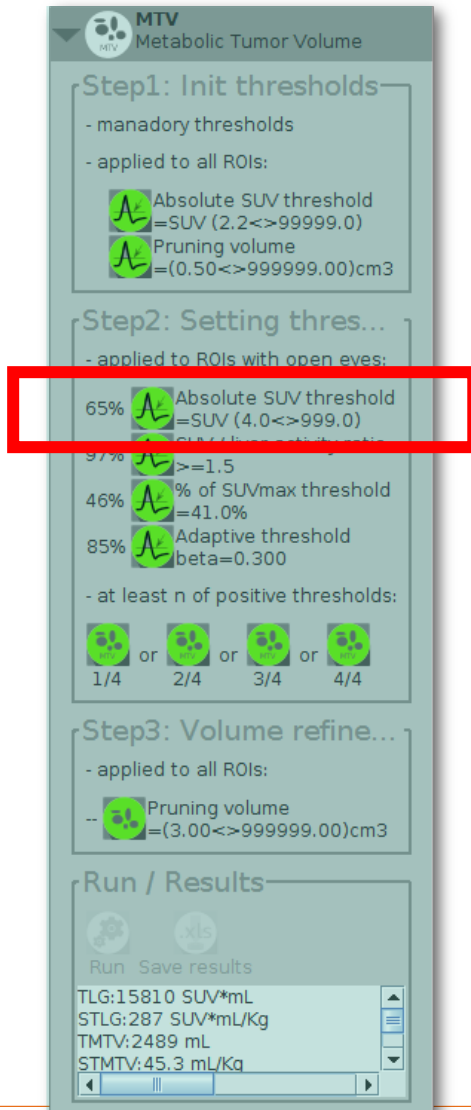 MTV
MTV
Metabolic Tumor Volume
Step1: Init thresholds
- manadory thresholds
- applied to all ROIs:
Absolute SUV threshold
=SUV (2.2<>99999.0)
Pruning volume
=(0.50<>999999.00)cm3
Step2: Setting thres...
- applied to ROIs with open eyes:
65% Absolute SUV threshold
=SUV (4.0<>999.0)
97% SUV / liver activity ratio
>=1.5
46% % of SUVmax threshold
=41.0%
85% Adaptive threshold
beta=0.300
- at least n of positive thresholds:
MTV or MTV or MTV or MTV
1/4 2/4 3/4 4/4
Step3: Volume refine...
- applied to all ROIs:
-- Pruning volume
=(3.00<>999999.00)cm3
Run / Results
.xls
Run Save results
TLG:15810 SUV*mL
STLG:287 SUV*mL/Kg
TMTV:2489 mL
STMTV:45.3 mL/Kg